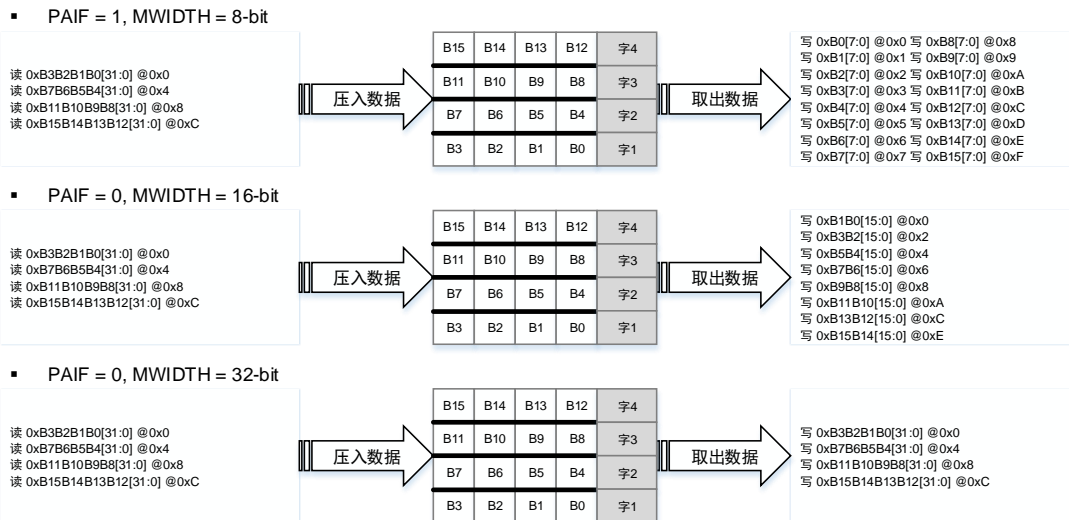 ▪ PAIF = 1, MWIDTH = 8-bit
读 0xB3B2B1B0[31:0] @0x0
读 0xB7B6B5B4[31:0] @0x4
读 0xB11B10B9B8[31:0] @0x8
读 0xB15B14B13B12[31:0] @0xC
压入数据
B15 B14 B13 B12 字4
B11 B10 B9 B8 字3
B7 B6 B5 B4 字2
B3 B2 B1 B0 字1
取出数据
写 0xB0[7:0] @0x0 写 0xB8[7:0] @0x8
写 0xB1[7:0] @0x1 写 0xB9[7:0] @0x9
写 0xB2[7:0] @0x2 写 0xB10[7:0] @0xA
写 0xB3[7:0] @0x3 写 0xB11[7:0] @0xB
写 0xB4[7:0] @0x4 写 0xB12[7:0] @0xC
写 0xB5[7:0] @0x5 写 0xB13[7:0] @0xD
写 0xB6[7:0] @0x6 写 0xB14[7:0] @0xE
写 0xB7[7:0] @0x7 写 0xB15[7:0] @0xF
▪ PAIF = 0, MWIDTH = 16-bit
读 0xB3B2B1B0[31:0] @0x0
读 0xB7B6B5B4[31:0] @0x4
读 0xB11B10B9B8[31:0] @0x8
读 0xB15B14B13B12[31:0] @0xC
压入数据
B15 B14 B13 B12 字4
B11 B10 B9 B8 字3
B7 B6 B5 B4 字2
B3 B2 B1 B0 字1
取出数据
写 0xB1B0[15:0] @0x0
写 0xB3B2[15:0] @0x2
写 0xB5B4[15:0] @0x4
写 0xB7B6[15:0] @0x6
写 0xB9B8[15:0] @0x8
写 0xB11B10[15:0] @0xA
写 0xB13B12[15:0] @0xC
写 0xB15B14[15:0] @0xE
▪ PAIF = 0, MWIDTH = 32-bit
读 0xB3B2B1B0[31:0] @0x0
读 0xB7B6B5B4[31:0] @0x4
读 0xB11B10B9B8[31:0] @0x8
读 0xB15B14B13B12[31:0] @0xC
压入数据
B15 B14 B13 B12 字4
B11 B10 B9 B8 字3
B7 B6 B5 B4 字2
B3 B2 B1 B0 字1
取出数据
写 0xB3B2B1B0[31:0] @0x0
写 0xB7B6B5B4[31:0] @0x4
写 0xB11B10B9B8[31:0] @0x8
写 0xB15B14B13B12[31:0] @0xC